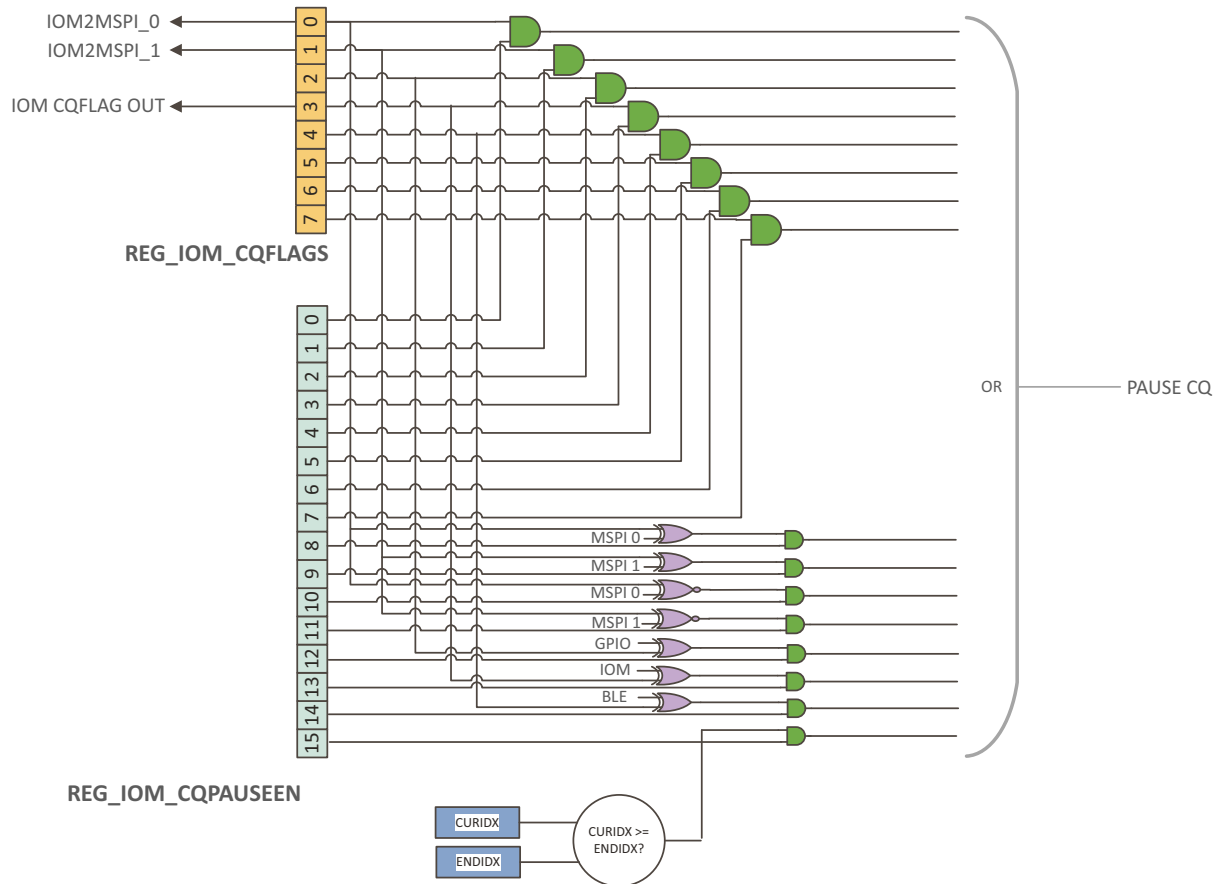 IOM2MSPI_0
IOM2MSPI_1
IOM CQFLAG OUT
0
1
2
3
4
5
6
7
REG_IOM_CQFLAGS
0
1
2
3
4
5
6
7
8
9
10
11
12
13
14
15
REG_IOM_CQPAUSEEN
MSPI 0
MSPI 1
MSPI 0
MSPI 1
GPIO
IOM
BLE
OR
PAUSE CQ
CURIDX
ENDIDX
CURIDX >=
ENDIDX?